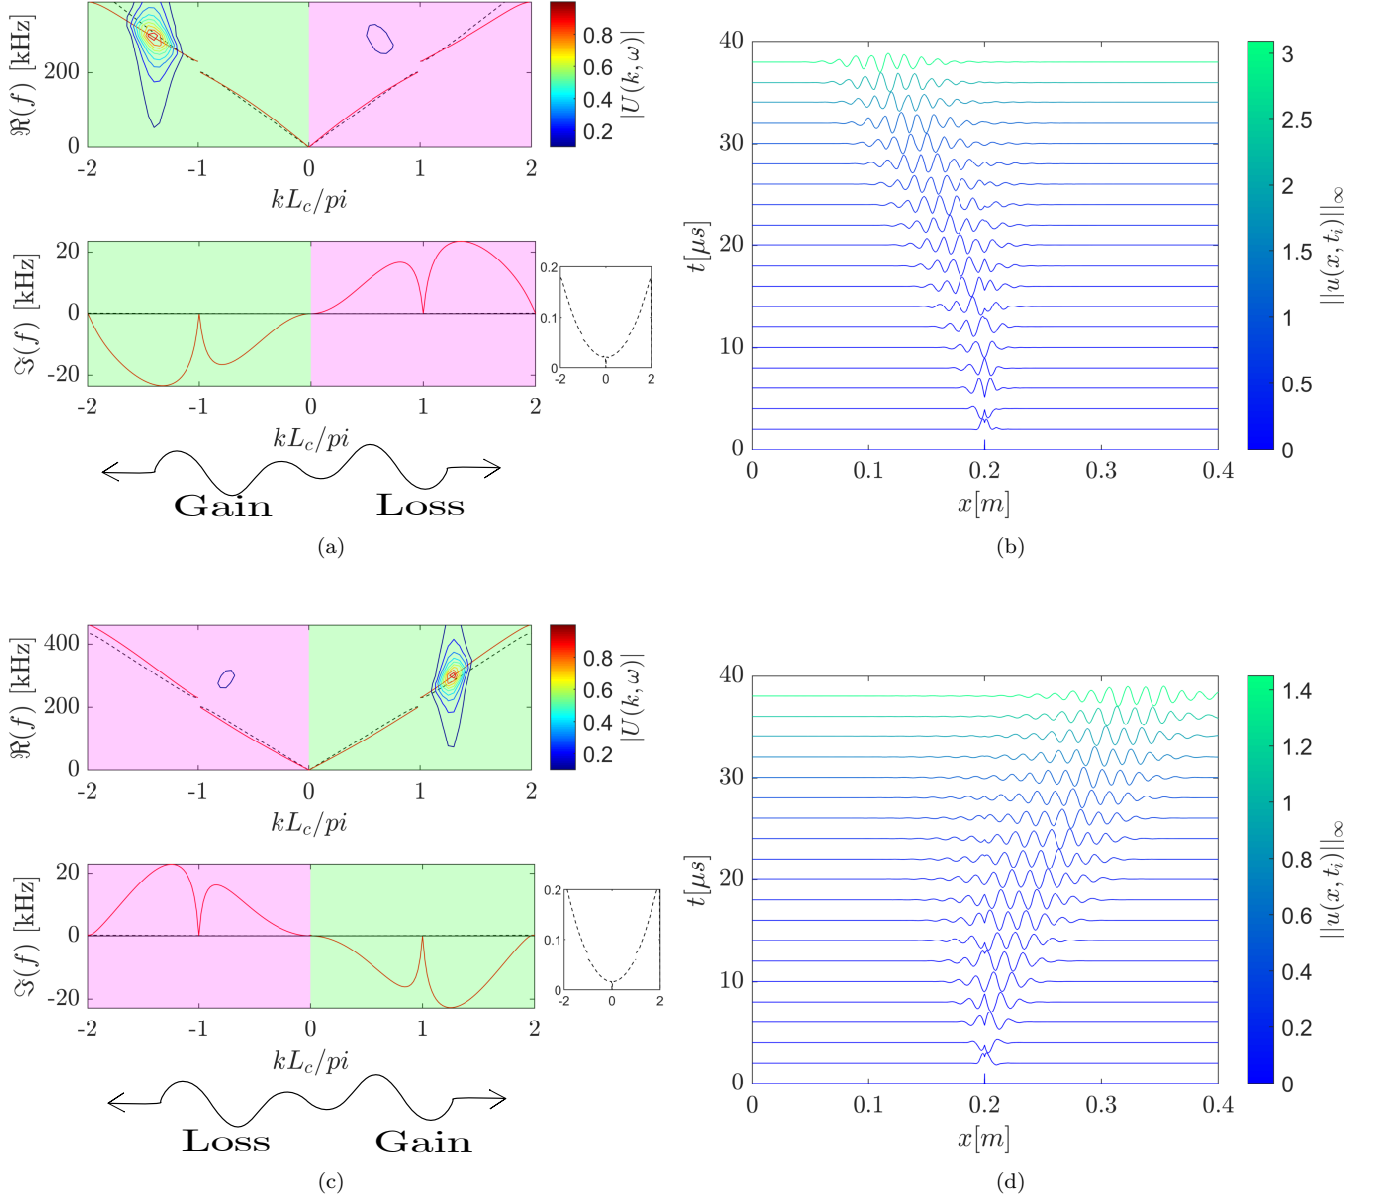 ℜ(f) [kHz]
200
0
-2 -1 0 1 2
kL_c/pi
0.8
0.6
0.4
0.2
|U(k, ω)|
ℑ(f) [kHz]
20
0
-20
-2 -1 0 1 2
kL_c/pi
0.2
0.1
0
-2 0 2
Gain Loss
(a)
t[μs]
40
30
20
10
0
0 0.1 0.2 0.3 0.4
x[m]
3
2.5
2
1.5
1
0.5
0
||u(x, t_i)||_∞
(b)
ℜ(f) [kHz]
400
200
0
-2 -1 0 1 2
kL_c/pi
0.8
0.6
0.4
0.2
|U(k, ω)|
ℑ(f) [kHz]
20
0
-20
-2 -1 0 1 2
kL_c/pi
0.2
0.1
0
-2 0 2
Loss Gain
(c)
t[μs]
40
30
20
10
0
0 0.1 0.2 0.3 0.4
x[m]
1.4
1.2
1
0.8
0.6
0.4
0.2
0
||u(x, t_i)||_∞
(d)